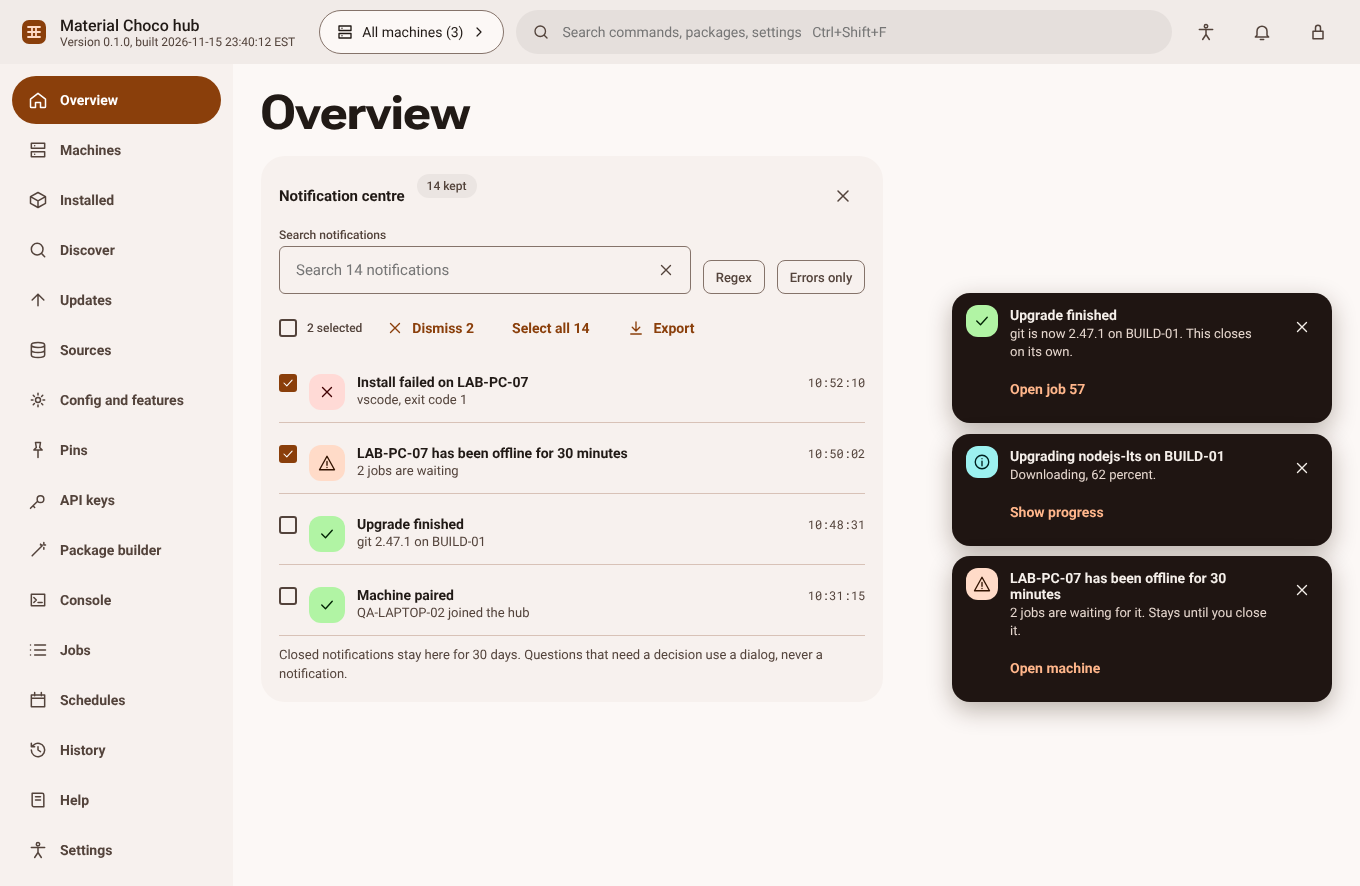 Material Choco hub
Version 0.1.0, built 2026-11-15 23:40:12 EST
All machines (3)
Search commands, packages, settings Ctrl+Shift+F
Overview
Machines
Installed
Discover
Updates
Sources
Config and features
Pins
API keys
Package builder
Console
Jobs
Schedules
History
Help
Settings
Overview
Notification centre
14 kept
Search notifications
Search 14 notifications
Regex
Errors only
2 selected
Dismiss 2
Select all 14
Export
Install failed on LAB-PC-07
10:52:10
vscode, exit code 1
LAB-PC-07 has been offline for 30 minutes
10:50:02
2 jobs are waiting
Upgrade finished
10:48:31
git 2.47.1 on BUILD-01
Machine paired
10:31:15
QA-LAPTOP-02 joined the hub
Closed notifications stay here for 30 days. Questions that need a decision use a dialog, never a
notification.
Upgrade finished
git is now 2.47.1 on BUILD-01. This closes
on its own.
Open job 57
Upgrading nodejs-lts on BUILD-01
Downloading, 62 percent.
Show progress
LAB-PC-07 has been offline for 30
minutes
2 jobs are waiting for it. Stays until you close
it.
Open machine